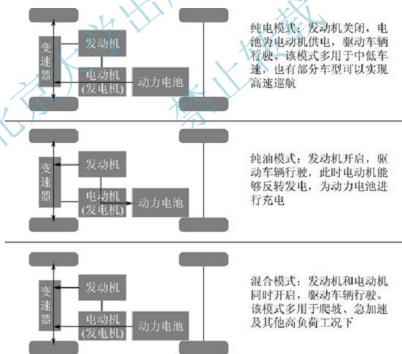 变速器
发动机
电动机
(发电机)
动力电池
纯电模式：发动机关闭，电
池为电动机供电，驱动车辆
行驶。该模式多用于中低车
速，也有部分车型可以实现
高速巡航
变速器
发动机
电动机
(发电机)
动力电池
纯油模式：发动机开启，驱
动车辆行驶，此时电动机能
够反转发电，为动力电池进
行充电
变速器
发动机
电动机
(发电机)
动力电池
混合模式：发动机和电动机
同时开启，驱动车辆行驶。
该模式多用于爬坡、急加速
及其他高负荷工况下